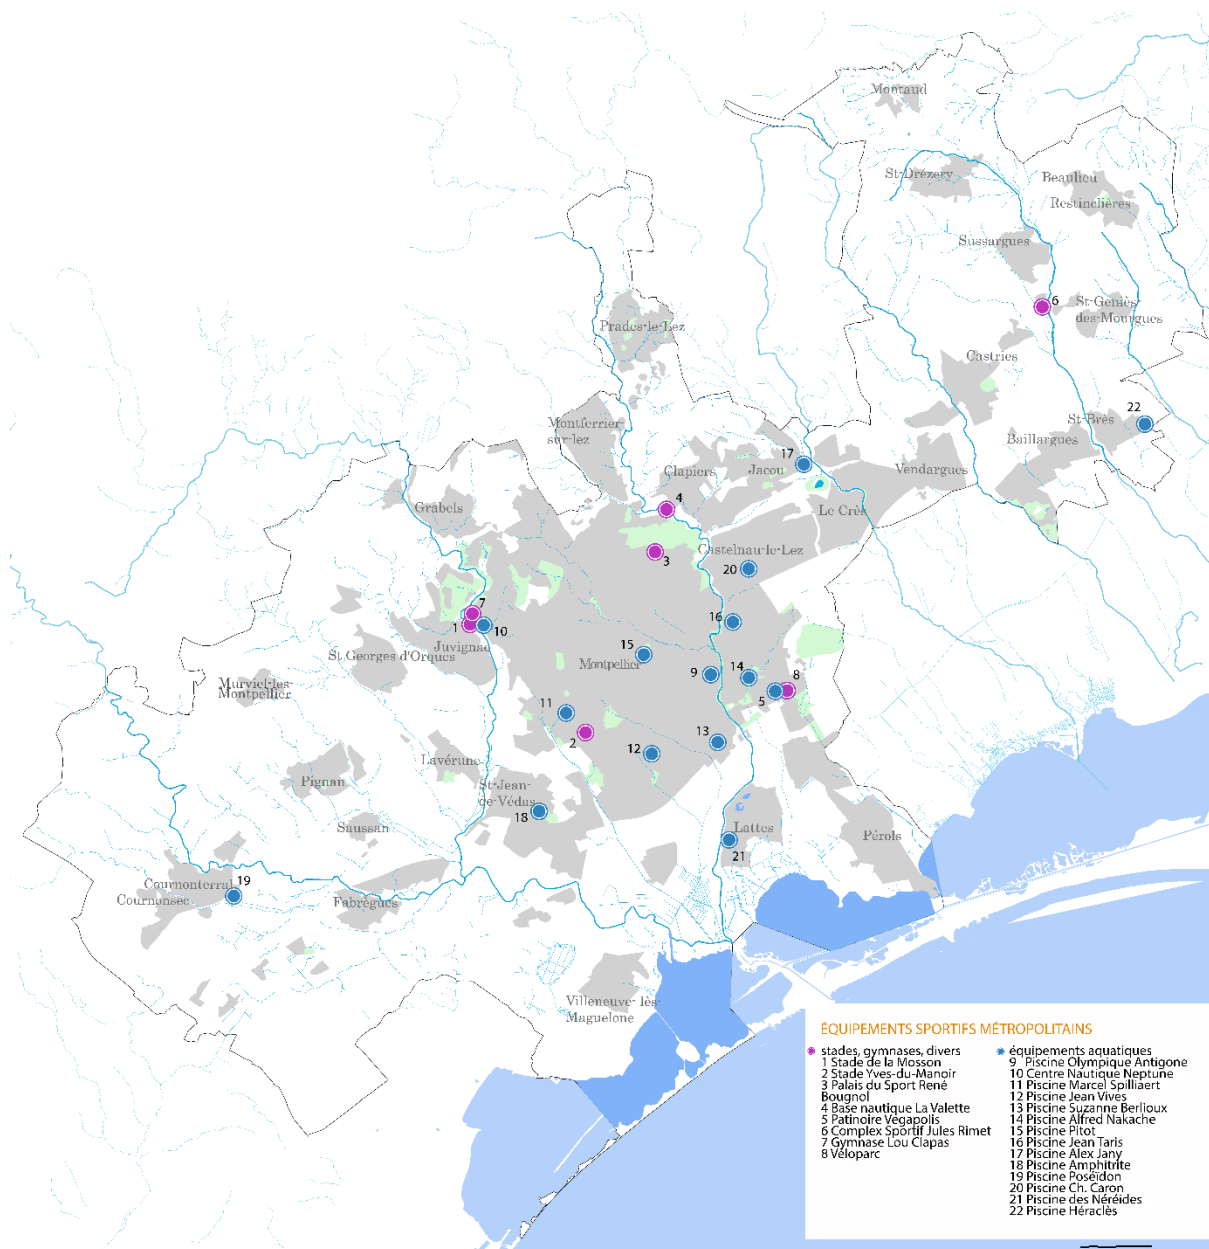 Montaud
St-Drézery
Beaulieu
Restinclières
Sussargues
6
St-Geniès-
des-Mourgues
Prades-le-Lez
Castries
22
St-Brès
Baillargues
Montferrier-
sur-lez
17
Clapiers
Jacou
Vendargues
4
Grabels
Le Crès
Castelnau-le-Lez
3
20
7
16
1
10
Juvignac
15
St Georges d'Orques
Montpellier
9
14
8
Murviel-les-
Montpellier
5
11
2
13
12
Lavérune
Pignan
St-Jean-
de-Védas
18
Saussan
Lattes
Pérols
21
19
Cournonterral
Cournonsec
Fabrègues
Villeneuve-lès-
Maguelone
ÉQUIPEMENTS SPORTIFS MÉTROPOLITAINS
stades, gymnases, divers
1 Stade de la Mosson
2 Stade Yves-du-Manoir
3 Palais du Sport René
Bougnol
4 Base nautique La Valette
5 Patinoire Végapolis
6 Complex Sportif Jules Rimet
7 Gymnase Lou Clapas
8 Véloparc
équipements aquatiques
9 Piscine Olympique Antigone
10 Centre Nautique Neptune
11 Piscine Marcel Spilliaert
12 Piscine Jean Vives
13 Piscine Suzanne Berlioux
14 Piscine Alfred Nakache
15 Piscine Pitot
16 Piscine Jean Taris
17 Piscine Alex Jany
18 Piscine Amphitrite
19 Piscine Poséïdon
20 Piscine Ch. Caron
21 Piscine des Néréides
22 Piscine Héraclès